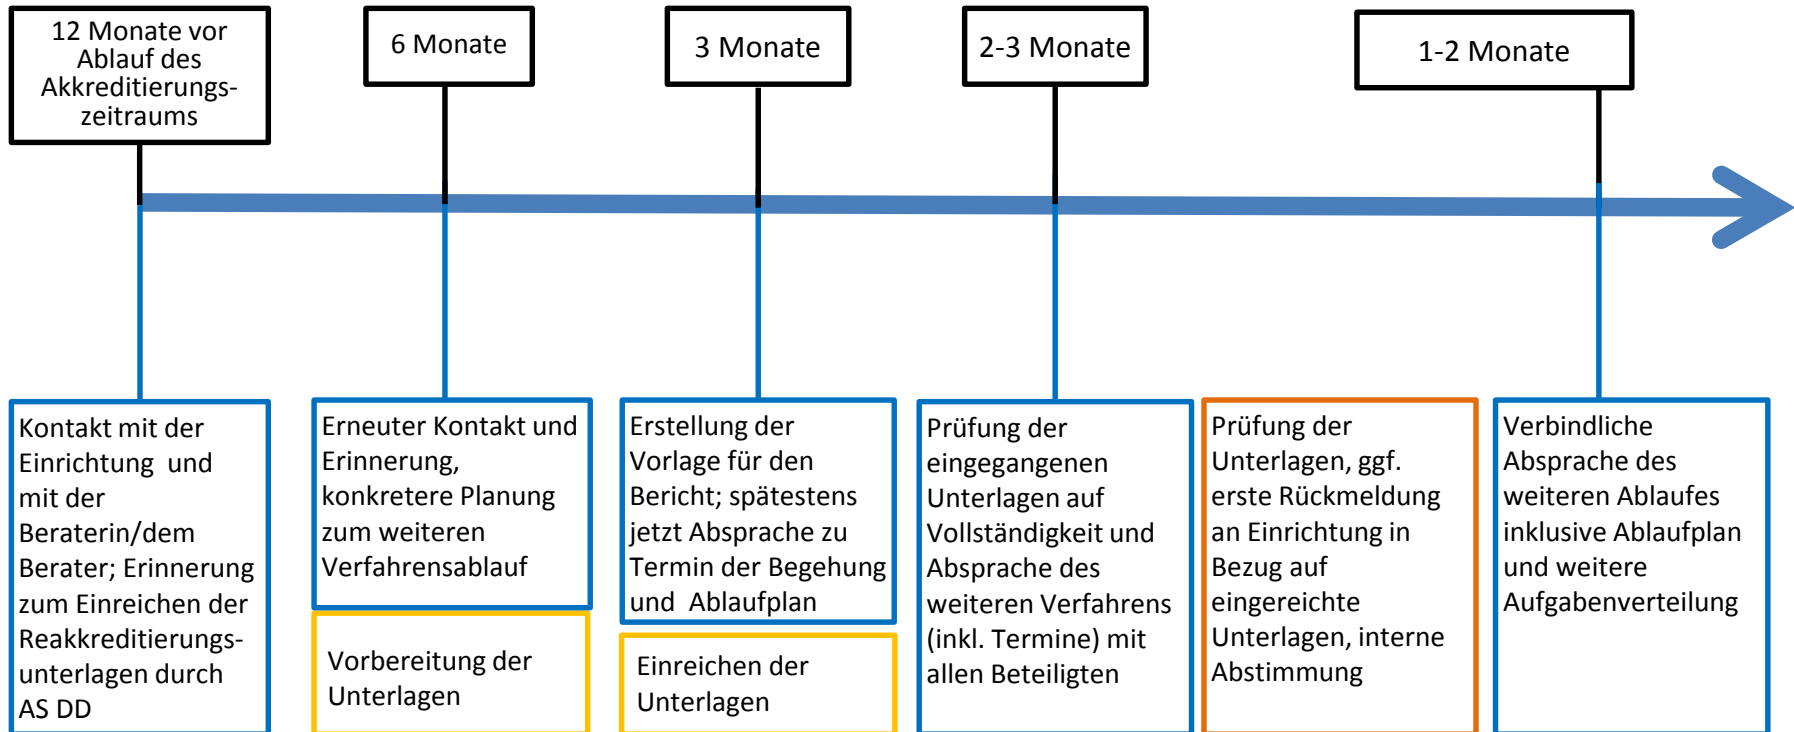 12 Monate vor
Ablauf des
Akkreditierungs-
zeitraums
6 Monate
3 Monate
2-3 Monate
1-2 Monate
Kontakt mit der
Einrichtung und
mit der
Beraterin/dem
Berater; Erinnerung
zum Einreichen der
Reakkreditierungs-
unterlagen durch
AS DD
Erneuter Kontakt und
Erinnerung,
konkretere Planung
zum weiteren
Verfahrensablauf
Vorbereitung der
Unterlagen
Erstellung der
Vorlage für den
Bericht; spätestens
jetzt Absprache zu
Termin der Begehung
und Ablaufplan
Einreichen der
Unterlagen
Prüfung der
eingegangenen
Unterlagen auf
Vollständigkeit und
Absprache des
weiteren Verfahrens
(inkl. Termine) mit
allen Beteiligten
Prüfung der
Unterlagen, ggf.
erste Rückmeldung
an Einrichtung in
Bezug auf
eingereichte
Unterlagen, interne
Abstimmung
Verbindliche
Absprache des
weiteren Ablaufes
inklusive Ablaufplan
und weitere
Aufgabenverteilung